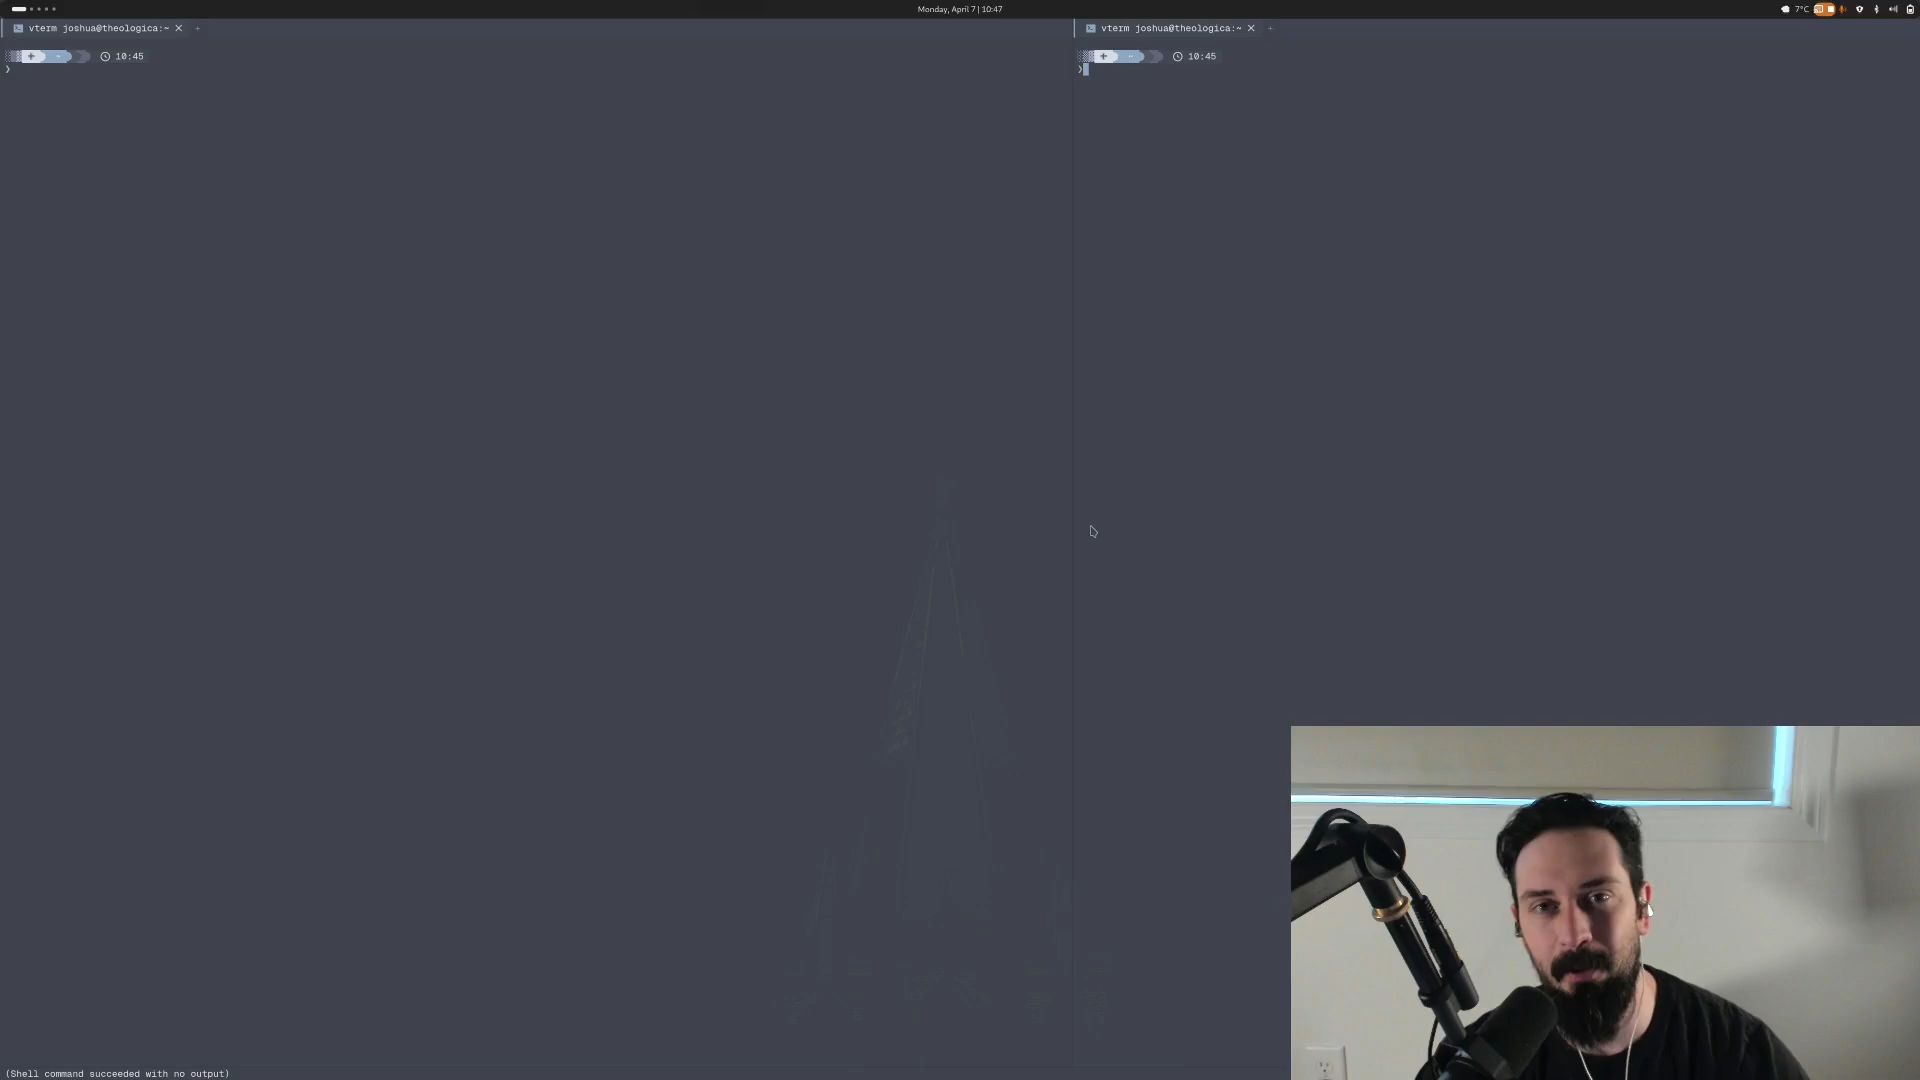 Monday, April 7 | 10:47
7°C
vterm joshua@theologica:~
vterm joshua@theologica:~
~ 10:45
~ 10:45
❯
❯
(Shell command succeeded with no output)